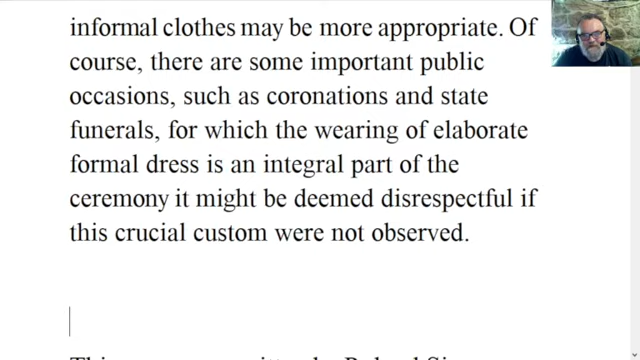 informal clothes may be more appropriate. Of
course, there are some important public
occasions, such as coronations and state
funerals, for which the wearing of elaborate
formal dress is an integral part of the
ceremony it might be deemed disrespectful if
this crucial custom were not observed.